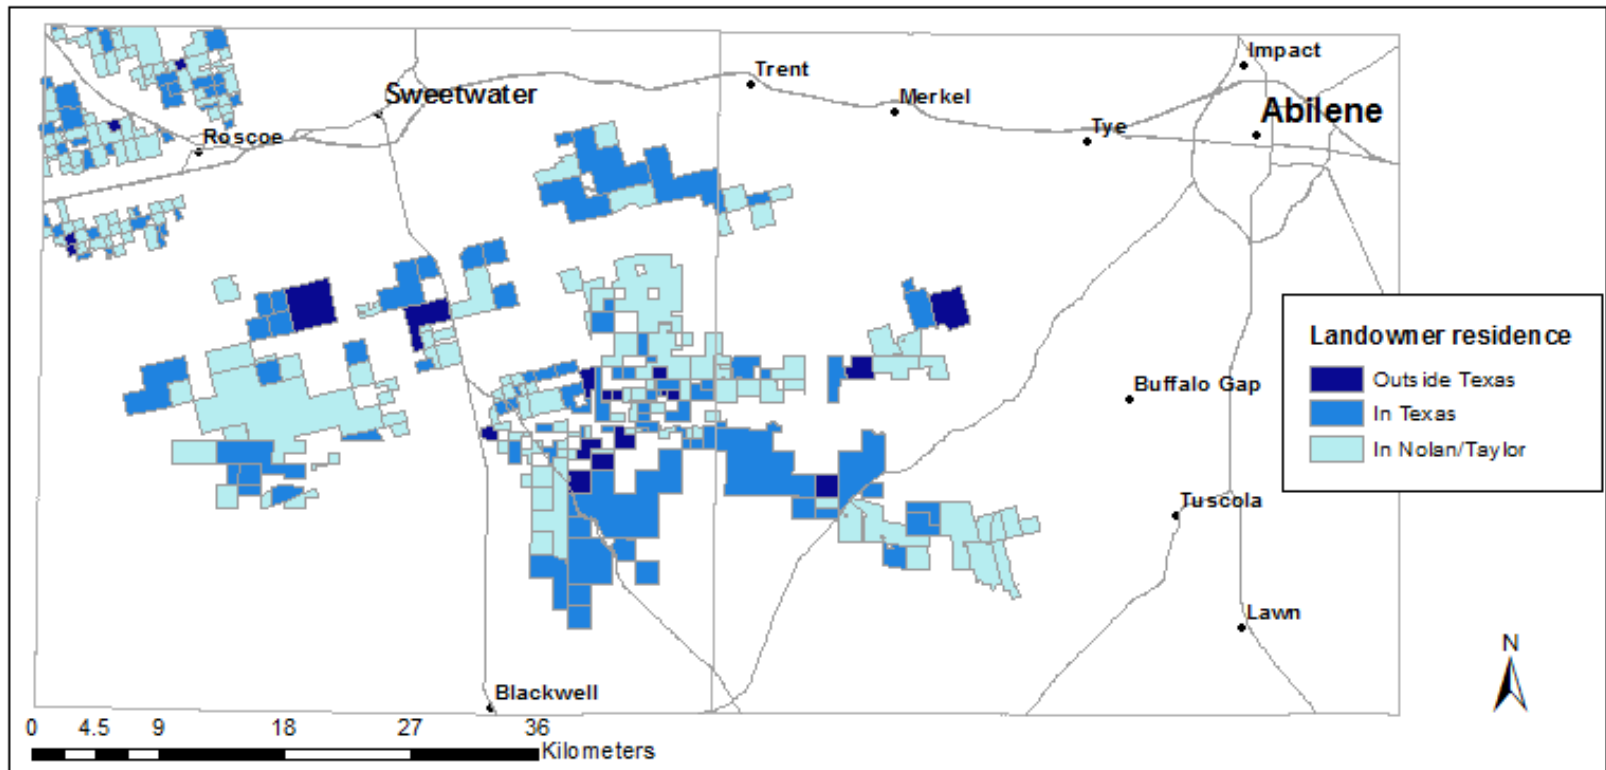 Impact
Trent
Sweetwater
Merkel
Abilene
Tye
Roscoe
Landowner residence
Outside Texas
In Texas
In Nolan/Taylor
Buffalo Gap
Tuscola
Lawn
N
Blackwell
0 4.5 9 18 27 36
Kilometers